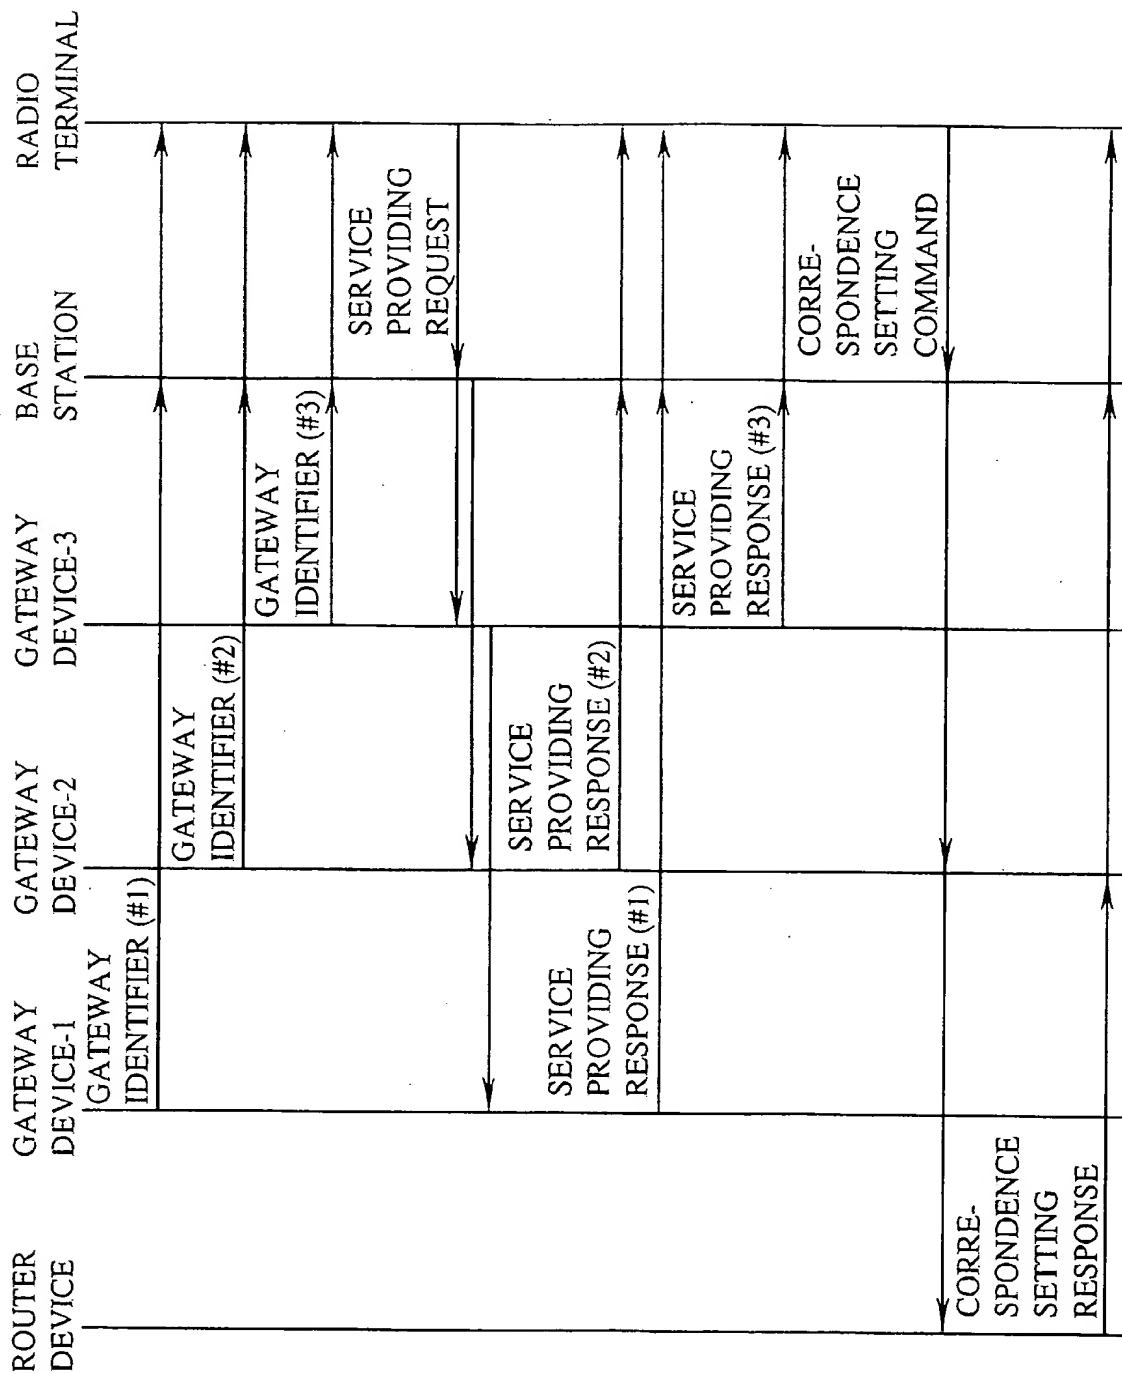 ROUTER
DEVICE
GATEWAY
DEVICE-1
GATEWAY
DEVICE-2
GATEWAY
DEVICE-3
BASE
STATION
RADIO
TERMINAL
GATEWAY
IDENTIFIER (#1)
GATEWAY
IDENTIFIER (#2)
GATEWAY
IDENTIFIER (#3)
SERVICE
PROVIDING
REQUEST
SERVICE
PROVIDING
RESPONSE (#2)
SERVICE
PROVIDING
RESPONSE (#1)
SERVICE
PROVIDING
RESPONSE (#3)
CORRE-
SPONDENCE
SETTING
COMMAND
CORRE-
SPONDENCE
SETTING
RESPONSE